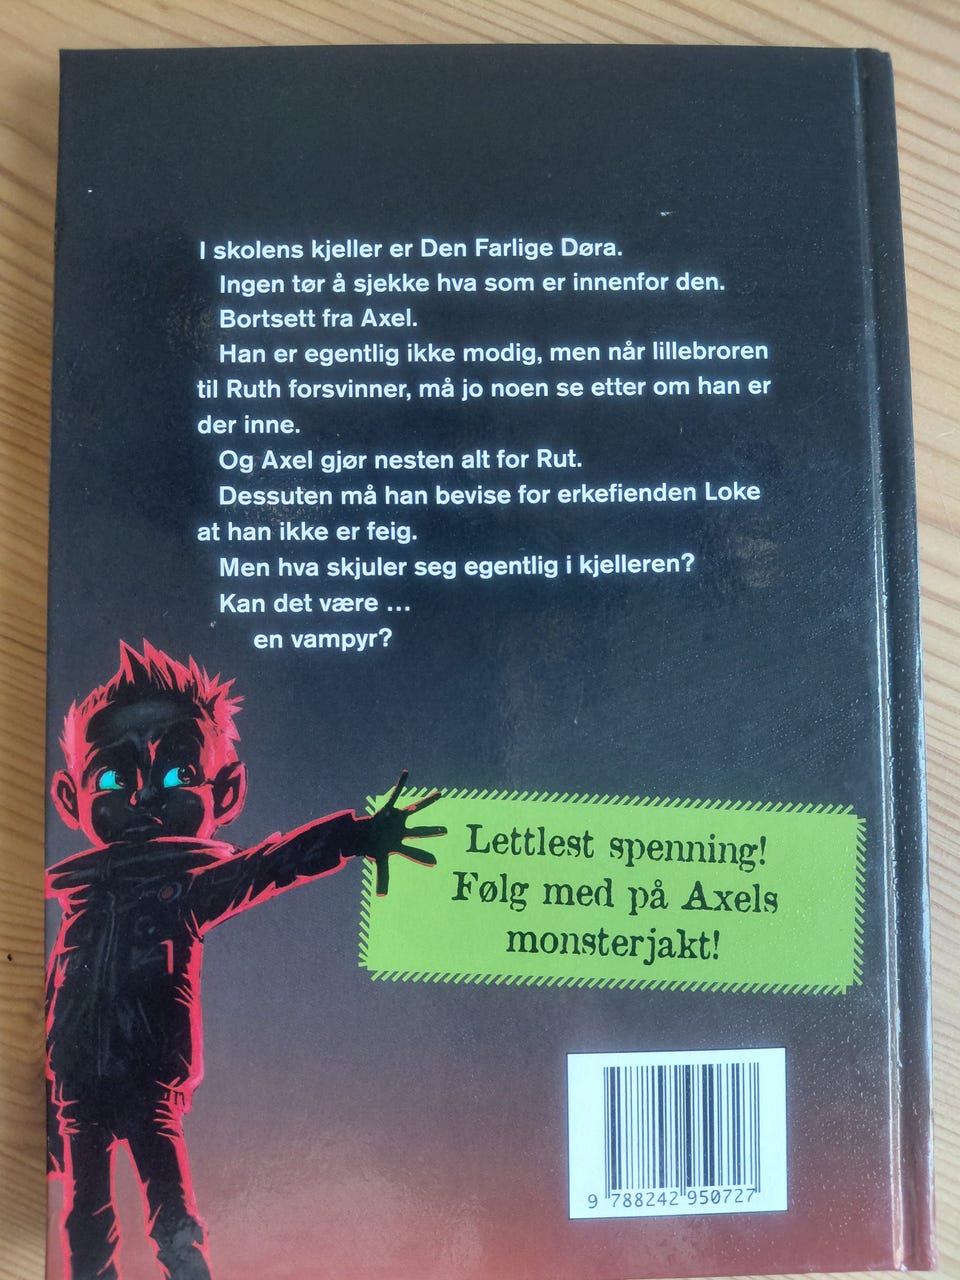 I skolens kjeller er Den Farlige Døra.
Ingen tør å sjekke hva som er innenfor den.
Bortsett fra Axel.
Han er egentlig ikke modig, men når lillebroren
til Ruth forsvinner, må jo noen se etter om han er
der inne.
Og Axel gjør nesten alt for Rut.
Dessuten må han bevise for erkefienden Loke
at han ikke er feig.
Men hva skjuler seg egentlig i kjelleren?
Kan det være ...
en vampyr?
Lettlest spenning!
Følg med på Axels
monsterjakt!
9 788242 950727